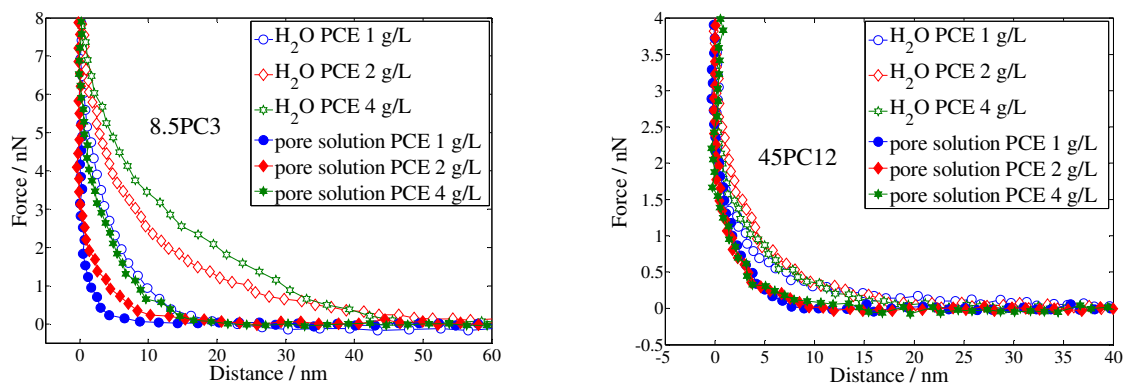 8
7
6
5
4
3
2
1
0
Force / nN
0 10 20 30 40 50 60
Distance / nm
8.5PC3
H2O PCE 1 g/L
H2O PCE 2 g/L
H2O PCE 4 g/L
pore solution PCE 1 g/L
pore solution PCE 2 g/L
pore solution PCE 4 g/L
4
3.5
3
2.5
2
1.5
1
0.5
0
-0.5
Force / nN
0 5 10 15 20 25 30 35 40
Distance / nm
45PC12
H2O PCE 1 g/L
H2O PCE 2 g/L
H2O PCE 4 g/L
pore solution PCE 1 g/L
pore solution PCE 2 g/L
pore solution PCE 4 g/L